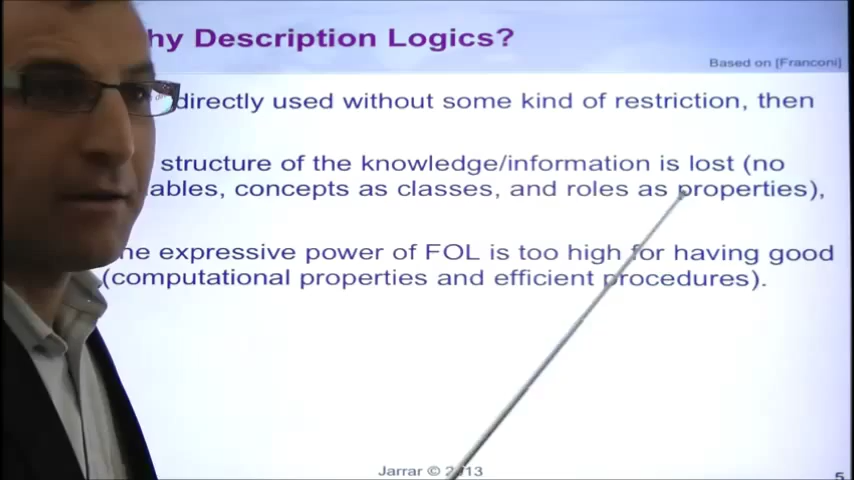 hy Description Logics?
Based on [Franconi]
directly used without some kind of restriction, then
structure of the knowledge/information is lost (no
ables, concepts as classes, and roles as properties),
he expressive power of FOL is too high for having good
(computational properties and efficient procedures).
Jarrar © 2013
5